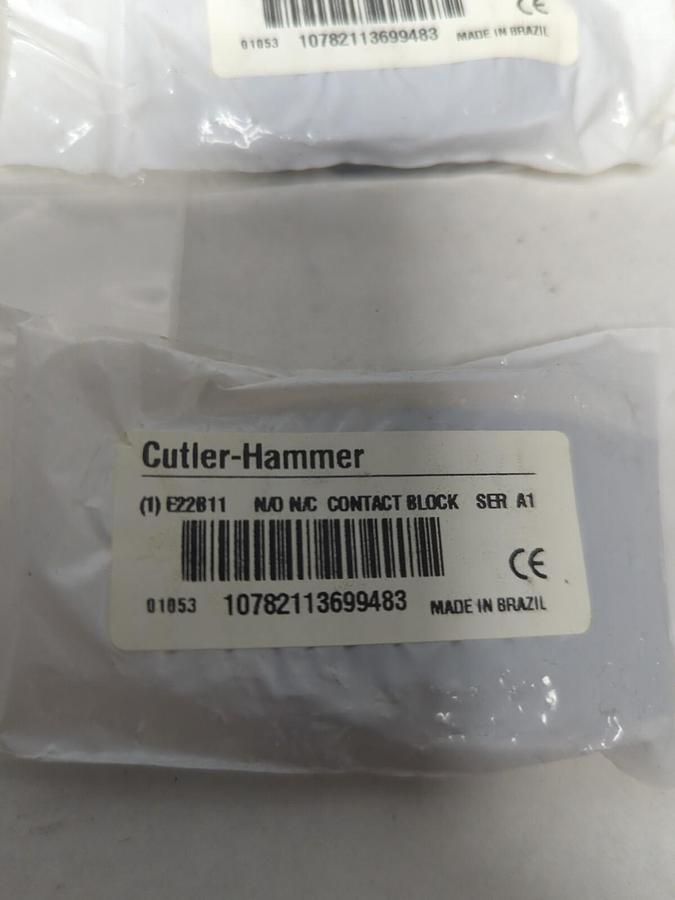 CE
01053 10782113699483 MADE IN BRAZIL
Cutler-Hammer
(1) E22B11 N/O N/C CONTACT BLOCK SER A1
CE
01053 10782113699483 MADE IN BRAZIL